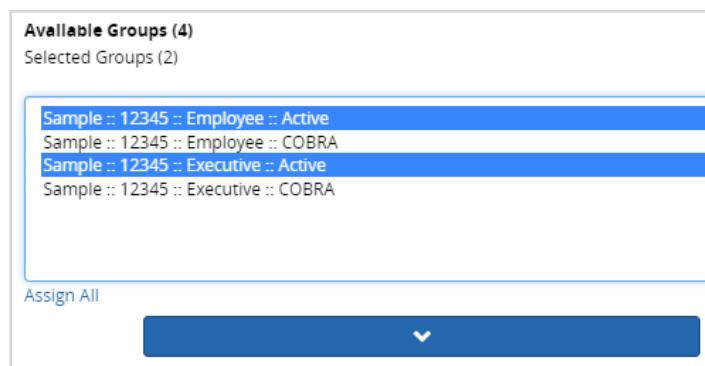 Available Groups (4)
Selected Groups (2)
Sample :: 12345 :: Employee :: Active
Sample :: 12345 :: Employee :: COBRA
Sample :: 12345 :: Executive :: Active
Sample :: 12345 :: Executive :: COBRA
Assign All